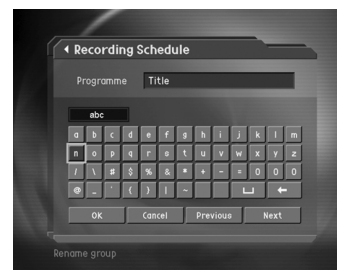 Recording Schedule
Programme Title
abc
a b c d e f g h i j k l m
n o p q r s t u v w x y z
/ \ # $ % & * + - = 0 0 0
@ _ ` { } | ~
OK Cancel Previous Next
Rename group